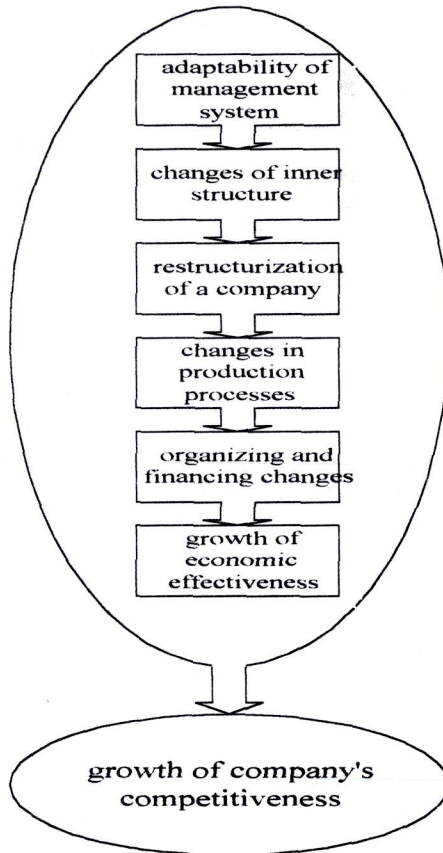 adaptability of
management
system
changes of inner
structure
restructurization
of a company
changes in
production
processes
organizing and
financing changes
growth of
economic
effectiveness
growth of company's
competitiveness